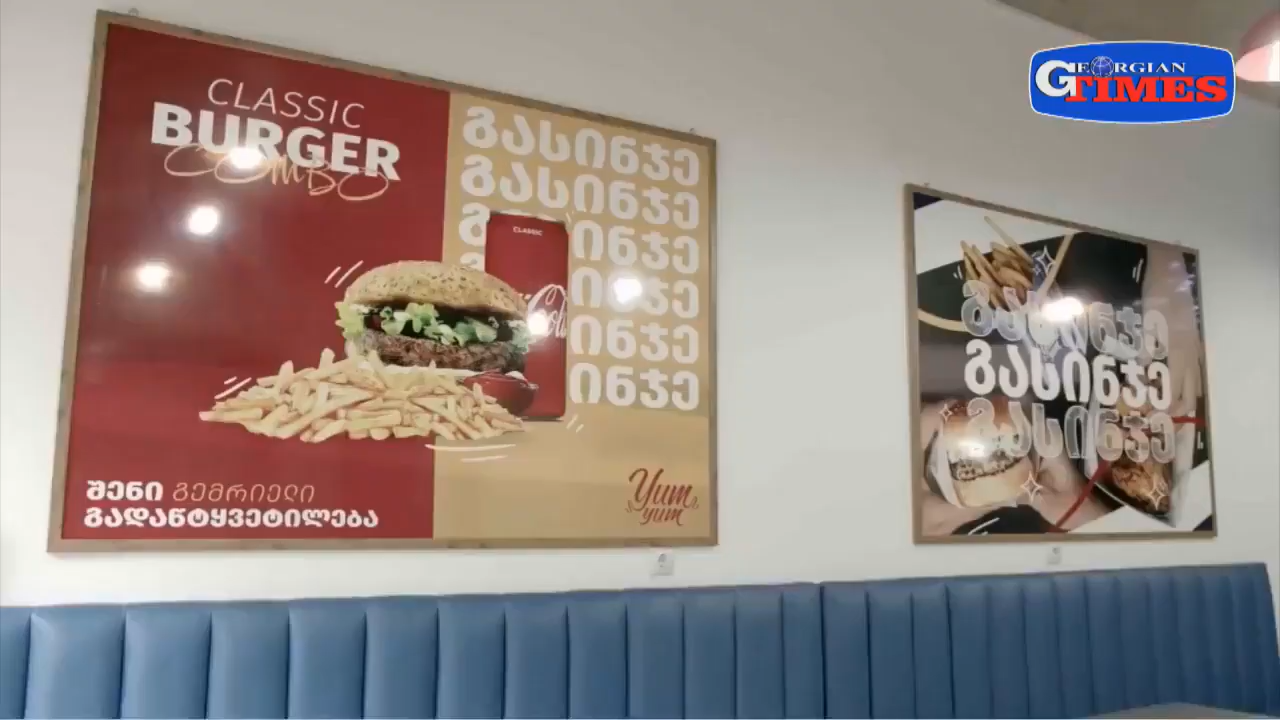 CLASSIC
BURGER
COMBO
გასინჯე
გასინჯე
ინჯე
ინჯე
ინჯე
ინჯე
CLASSIC
შენი გემრიელი
გადაწყვეტილება
Yum
yum
გასინჯე
გასინჯე
გასინჯე
GEORGIAN
TIMES